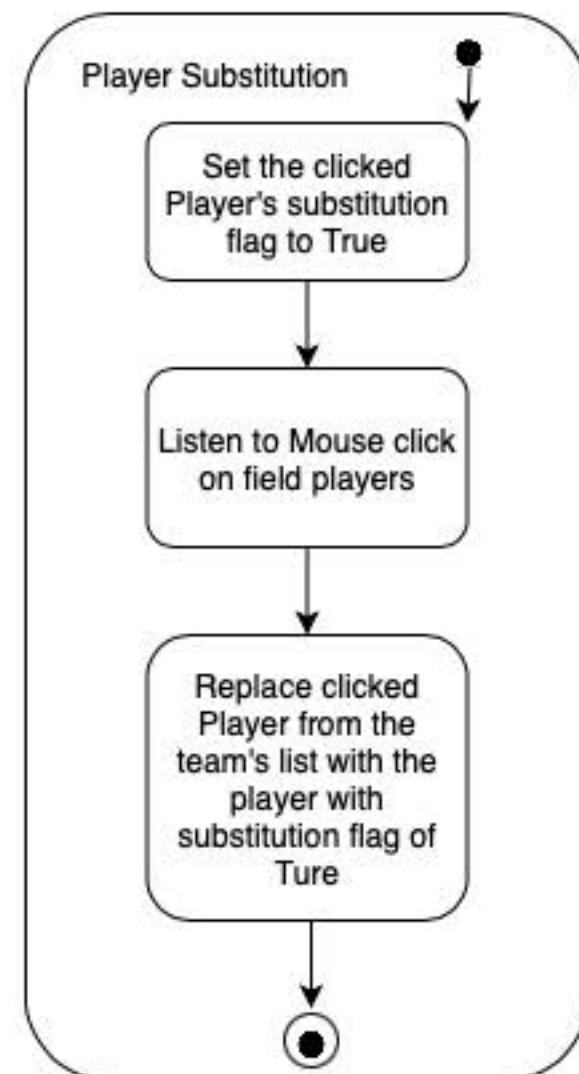 Player Substitution
Set the clicked
Player's substitution
flag to True
Listen to Mouse click
on field players
Replace clicked
Player from the
team's list with the
player with
substitution flag of
Ture